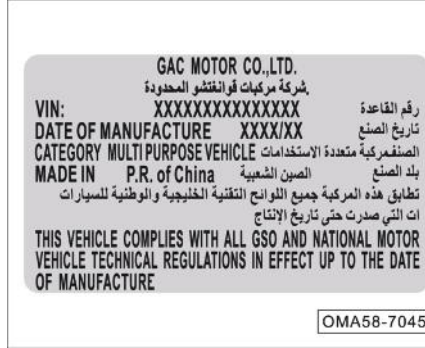 GAC MOTOR CO.,LTD.
شركة مركبات قوانغتشو المحدودة.
VIN: XXXXXXXXXXXXXXX رقم القاعدة
DATE OF MANUFACTURE XXXX/XX تاريخ الصنع
CATEGORY MULTI PURPOSE VEHICLE الصنفمركبة متعددة الاستخدامات
MADE IN P.R. of China الصين الشعبية بلد الصنع
تطابق هذه المركبة جميع اللوائح التقنية الخليجية والوطنية للسيارات
ات التي صدرت حتي تاريخ الإنتاج
THIS VEHICLE COMPLIES WITH ALL GSO AND NATIONAL MOTOR
VEHICLE TECHNICAL REGULATIONS IN EFFECT UP TO THE DATE
OF MANUFACTURE
OMA58-7045